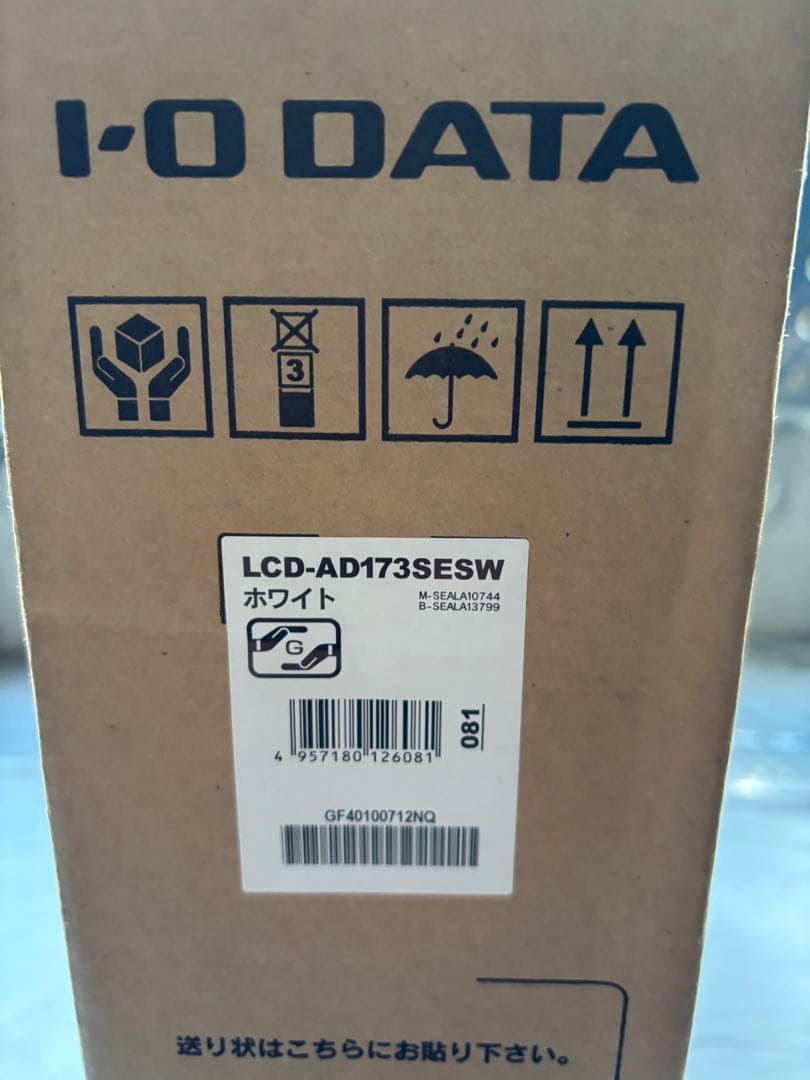 I-O DATA
3
LCD-AD173SESW
ホワイト
M-SEALA10744
B-SEALA13799
G
081
4 957180 126081
GF40100712NQ
送り状はこちらにお貼り下さい。